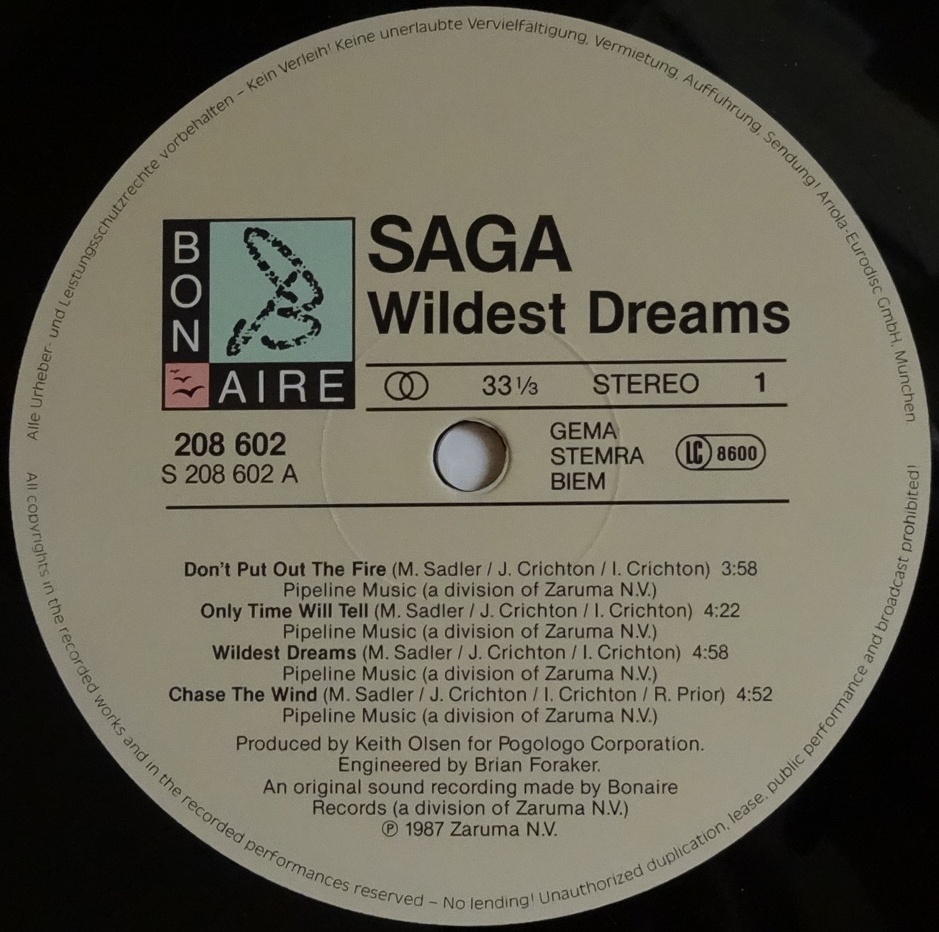 Alle Urheber- und Leistungsschutzrechte vorbehalten – Kein Verleih! Keine unerlaubte Vervielfältigung, Vermietung, Aufführung, Sendung! Ariola-Eurodisc GmbH, München
BON
AIRE
SAGA
Wildest Dreams
33 1/3 STEREO 1
208 602
S 208 602 A
GEMA
STEMRA
BIEM
LC 8600
Don't Put Out The Fire (M. Sadler / J. Crichton / I. Crichton) 3:58
Pipeline Music (a division of Zaruma N.V.)
Only Time Will Tell (M. Sadler / J. Crichton / I. Crichton) 4:22
Pipeline Music (a division of Zaruma N.V.)
Wildest Dreams (M. Sadler / J. Crichton / I. Crichton) 4:58
Pipeline Music (a division of Zaruma N.V.)
Chase The Wind (M. Sadler / J. Crichton / I. Crichton / R. Prior) 4:52
Pipeline Music (a division of Zaruma N.V.)
Produced by Keith Olsen for Pogologo Corporation.
Engineered by Brian Foraker.
An original sound recording made by Bonaire
Records (a division of Zaruma N.V.)
℗ 1987 Zaruma N.V.
All copyrights in the recorded works and in the recorded performances reserved – No lending! Unauthorized duplication, lease, public performance and broadcast prohibited!